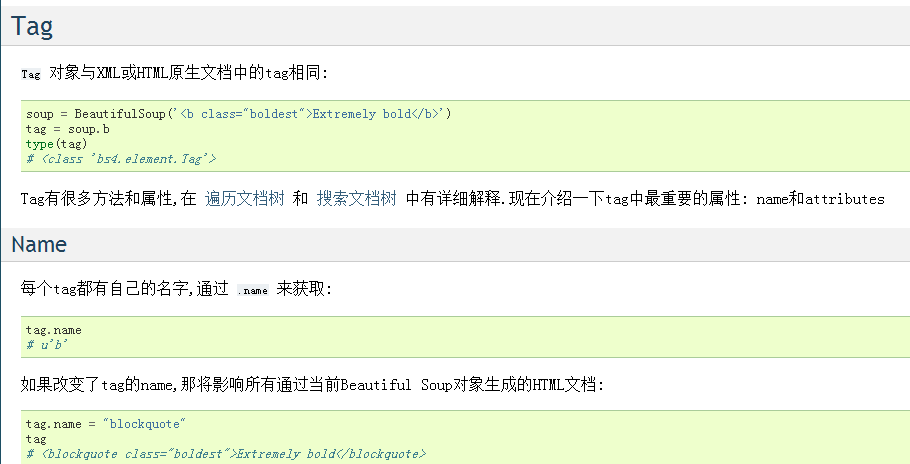 Tag
Tag 对象与XML或HTML原生文档中的tag相同:
soup = BeautifulSoup('<b class="boldest">Extremely bold</b>')
tag = soup.b
type(tag)
# <class 'bs4.element.Tag'>
Tag有很多方法和属性,在 遍历文档树 和 搜索文档树 中有详细解释.现在介绍一下tag中最重要的属性: name和attributes
Name
每个tag都有自己的名字,通过 .name 来获取:
tag.name
# u'b'
如果改变了tag的name,那将影响所有通过当前Beautiful Soup对象生成的HTML文档:
tag.name = "blockquote"
tag
# <blockquote class="boldest">Extremely bold</blockquote>